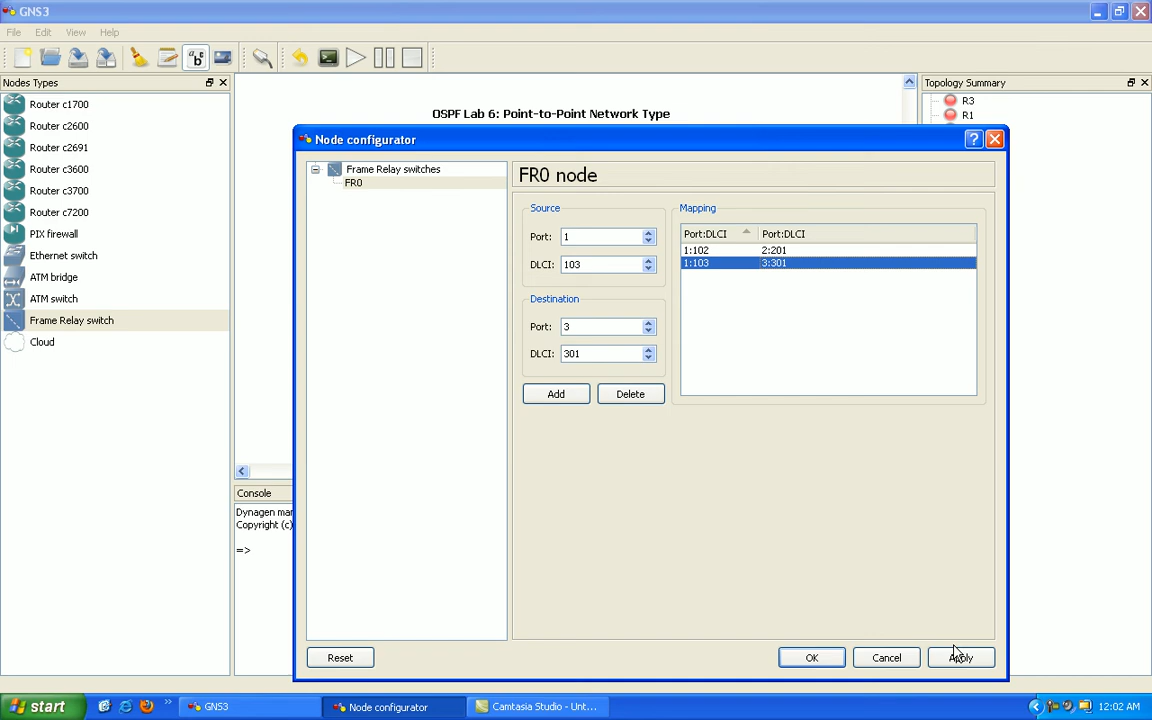 GNS3
File Edit View Help
Nodes Types
Router c1700
Router c2600
Router c2691
Router c3600
Router c3700
Router c7200
PIX firewall
Ethernet switch
ATM bridge
ATM switch
Frame Relay switch
Cloud
OSPF Lab 6: Point-to-Point Network Type
Topology Summary
R3
R1
Console
Dynagen mar
Copyright (c)
=>
Node configurator
Frame Relay switches
FR0
FR0 node
Source
Port: 1
DLCI: 103
Destination
Port: 3
DLCI: 301
Add Delete
Mapping
Port:DLCI Port:DLCI
1:102 2:201
1:103 3:301
Reset OK Cancel Apply
start GNS3 Node configurator Camtasia Studio - Unt... 12:02 AM